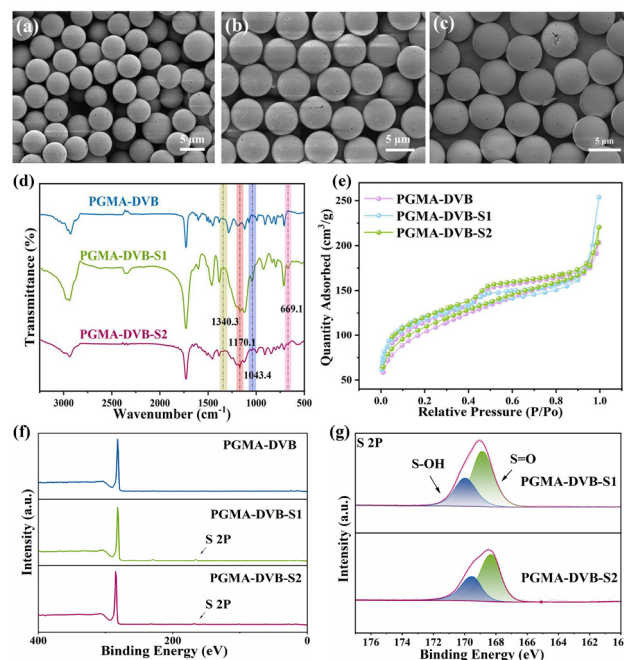 (a)
5 μm
(b)
5 μm
(c)
5 μm
(d)
PGMA-DVB
PGMA-DVB-S1
PGMA-DVB-S2
1340.3
1170.1
1043.4
669.1
Transmittance (%)
3000 2500 2000 1500 1000 500
Wavenumber (cm⁻¹)
(e)
PGMA-DVB
PGMA-DVB-S1
PGMA-DVB-S2
Quantity Adsorbed (cm³/g)
250
200
150
100
50
0.0 0.2 0.4 0.6 0.8 1.0
Relative Pressure (P/Po)
(f)
PGMA-DVB
PGMA-DVB-S1
S 2P
PGMA-DVB-S2
S 2P
Intensity (a.u.)
400 200 0
Binding Energy (eV)
(g)
S 2P
S-OH
S=O
PGMA-DVB-S1
PGMA-DVB-S2
Intensity (a.u.)
176 174 172 170 168 166 164 162 160
Binding Energy (eV)